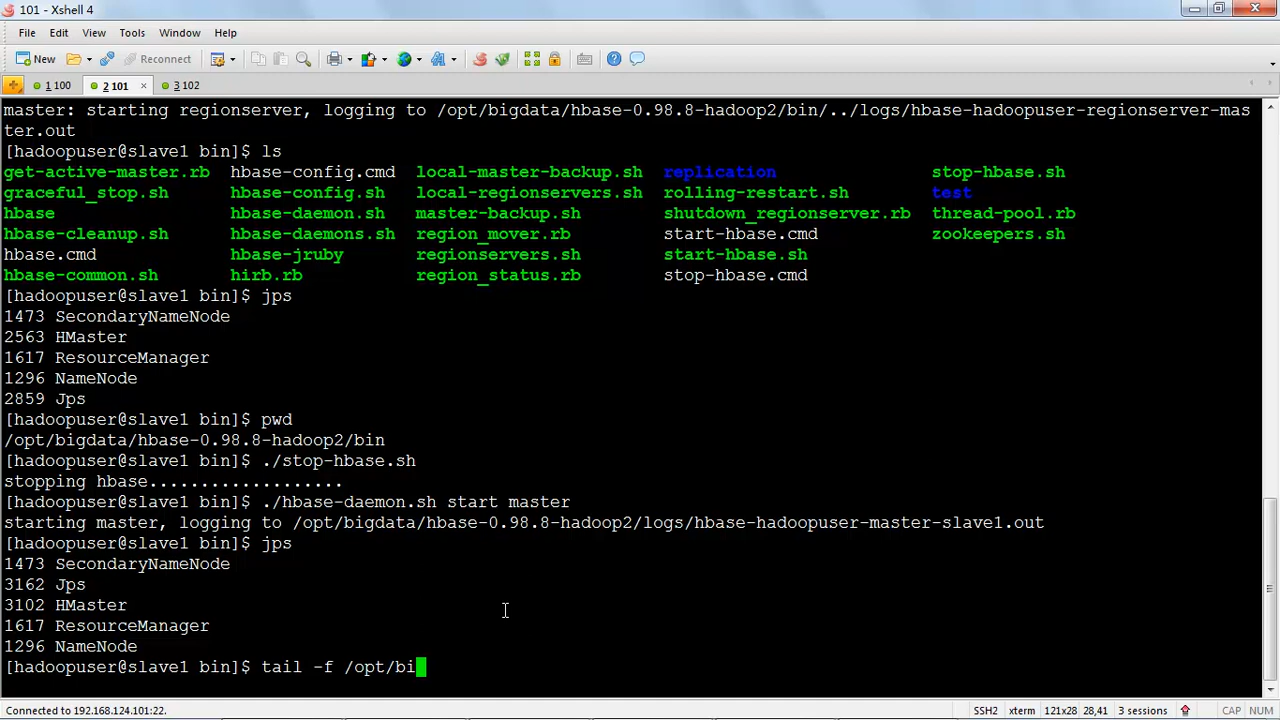 101 - Xshell 4
File Edit View Tools Window Help
New Reconnect
1 100 2 101 3 102
master: starting regionserver, logging to /opt/bigdata/hbase-0.98.8-hadoop2/bin/../logs/hbase-hadoopuser-regionserver-mas
ter.out
[hadoopuser@slave1 bin]$ ls
get-active-master.rb hbase-config.cmd local-master-backup.sh replication stop-hbase.sh
graceful_stop.sh hbase-config.sh local-regionservers.sh rolling-restart.sh test
hbase hbase-daemon.sh master-backup.sh shutdown_regionserver.rb thread-pool.rb
hbase-cleanup.sh hbase-daemons.sh region_mover.rb start-hbase.cmd zookeepers.sh
hbase.cmd hbase-jruby regionservers.sh start-hbase.sh
hbase-common.sh hirb.rb region_status.rb stop-hbase.cmd
[hadoopuser@slave1 bin]$ jps
1473 SecondaryNameNode
2563 HMaster
1617 ResourceManager
1296 NameNode
2859 Jps
[hadoopuser@slave1 bin]$ pwd
/opt/bigdata/hbase-0.98.8-hadoop2/bin
[hadoopuser@slave1 bin]$ ./stop-hbase.sh
stopping hbase...................
[hadoopuser@slave1 bin]$ ./hbase-daemon.sh start master
starting master, logging to /opt/bigdata/hbase-0.98.8-hadoop2/logs/hbase-hadoopuser-master-slave1.out
[hadoopuser@slave1 bin]$ jps
1473 SecondaryNameNode
3162 Jps
3102 HMaster
1617 ResourceManager
1296 NameNode
[hadoopuser@slave1 bin]$ tail -f /opt/bi
Connected to 192.168.124.101:22. SSH2 xterm 121x28 28,41 3 sessions CAP NUM